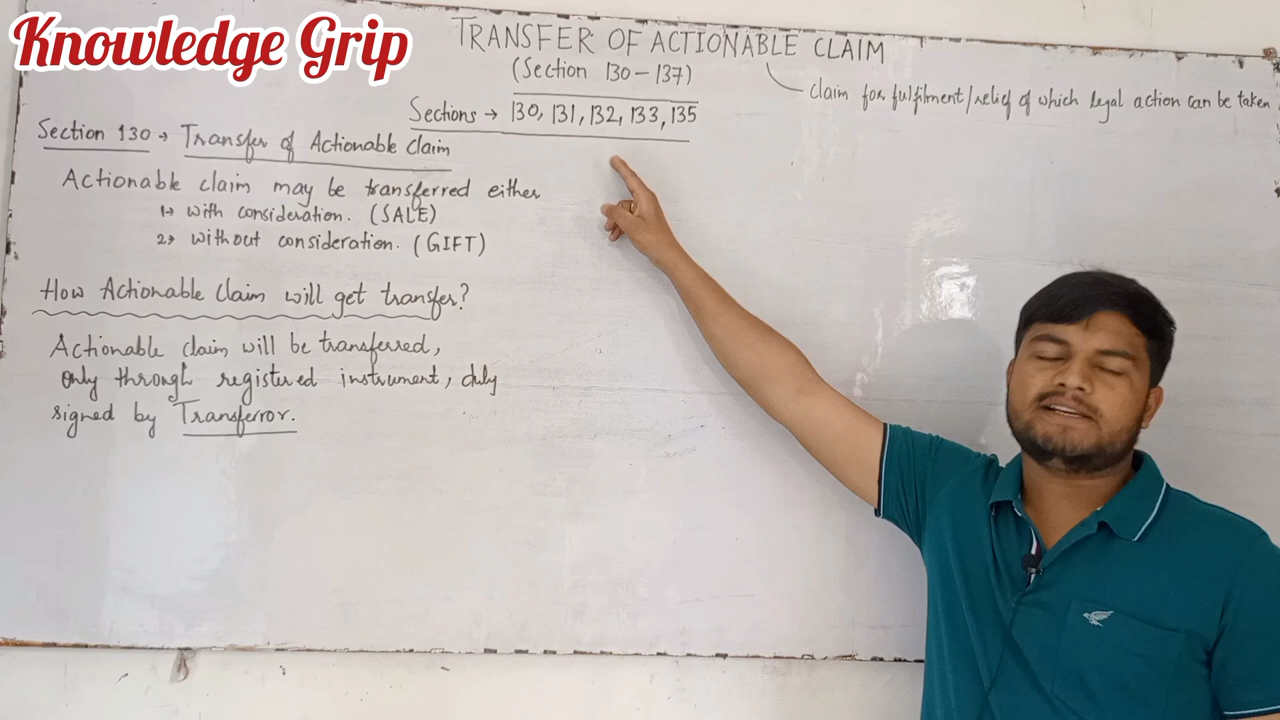 Knowledge Grip
TRANSFER OF ACTIONABLE CLAIM
(Section 130 - 137)
claim for fulfilment/relief of which legal action can be taken.
Sections → 130, 131, 132, 133, 135
Section 130 → Transfer of Actionable claim
Actionable claim may be transferred either
1→ with consideration. (SALE)
2→ without consideration. (GIFT)
How Actionable Claim will get transfer?
Actionable claim will be transferred,
only through registered instrument, duly
signed by Transferror.